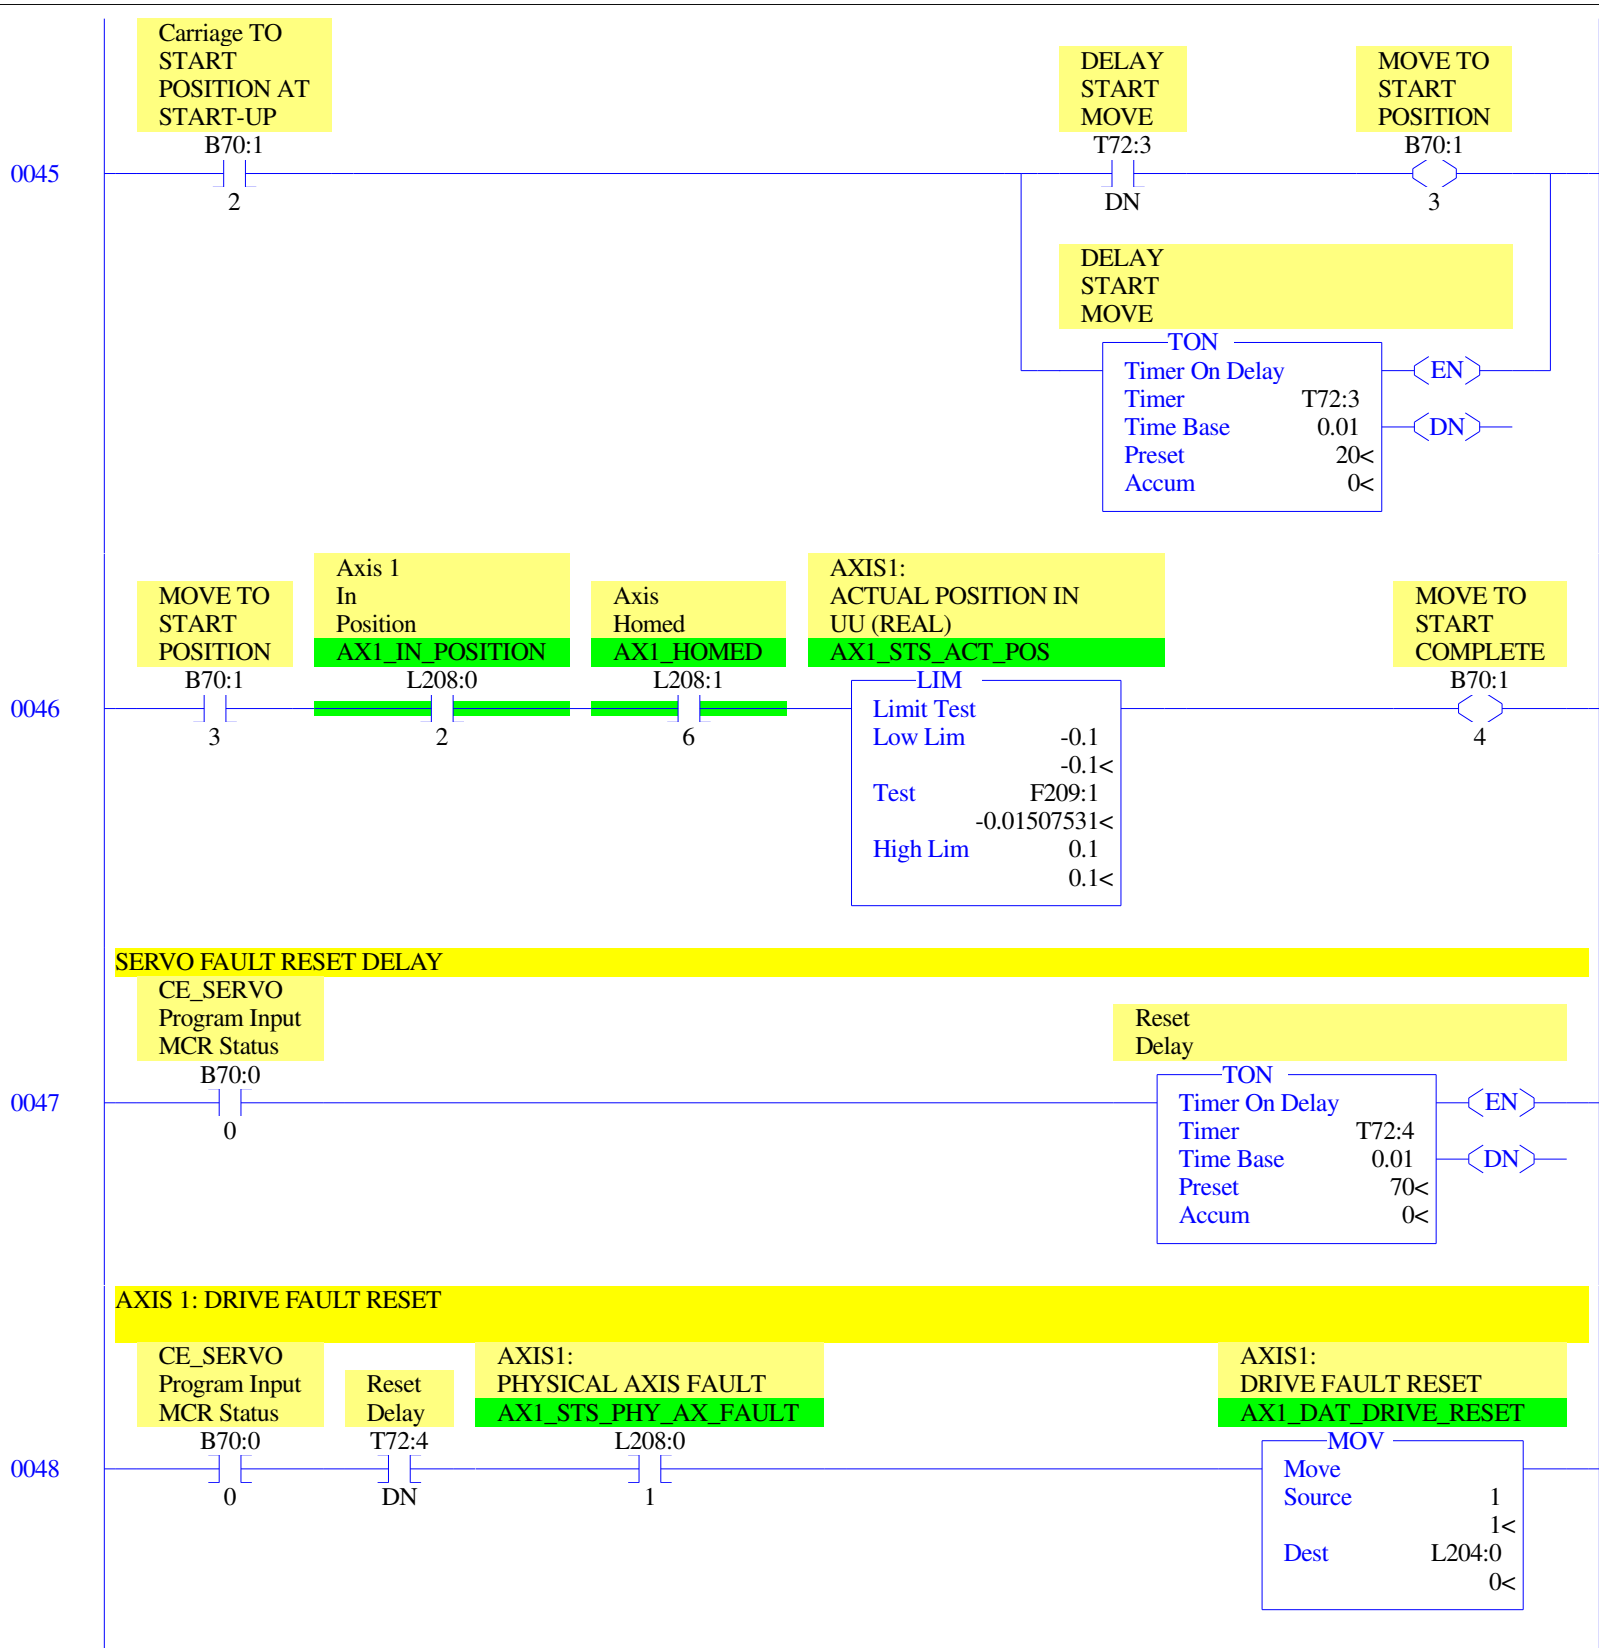 Carriage TO
START
POSITION AT
START-UP
B70:1
2
DELAY
START
MOVE
T72:3
DN
MOVE TO
START
POSITION
B70:1
3
0045
DELAY
START
MOVE
TON
Timer On Delay
Timer T72:3
Time Base 0.01
Preset 20<
Accum 0<
EN
DN
MOVE TO
START
POSITION
B70:1
3
Axis 1
In
Position
AX1_IN_POSITION
L208:0
2
Axis
Homed
AX1_HOMED
L208:1
6
AXIS1:
ACTUAL POSITION IN
UU (REAL)
AX1_STS_ACT_POS
LIM
Limit Test
Low Lim -0.1
-0.1<
Test F209:1
-0.01507531<
High Lim 0.1
0.1<
MOVE TO
START
COMPLETE
B70:1
4
0046
SERVO FAULT RESET DELAY
CE_SERVO
Program Input
MCR Status
B70:0
0
0047
Reset
Delay
TON
Timer On Delay
Timer T72:4
Time Base 0.01
Preset 70<
Accum 0<
EN
DN
AXIS 1: DRIVE FAULT RESET
CE_SERVO
Program Input
MCR Status
B70:0
0
Reset
Delay
T72:4
DN
AXIS1:
PHYSICAL AXIS FAULT
AX1_STS_PHY_AX_FAULT
L208:0
1
AXIS1:
DRIVE FAULT RESET
AX1_DAT_DRIVE_RESET
MOV
Move
Source 1
1<
Dest L204:0
0<
0048